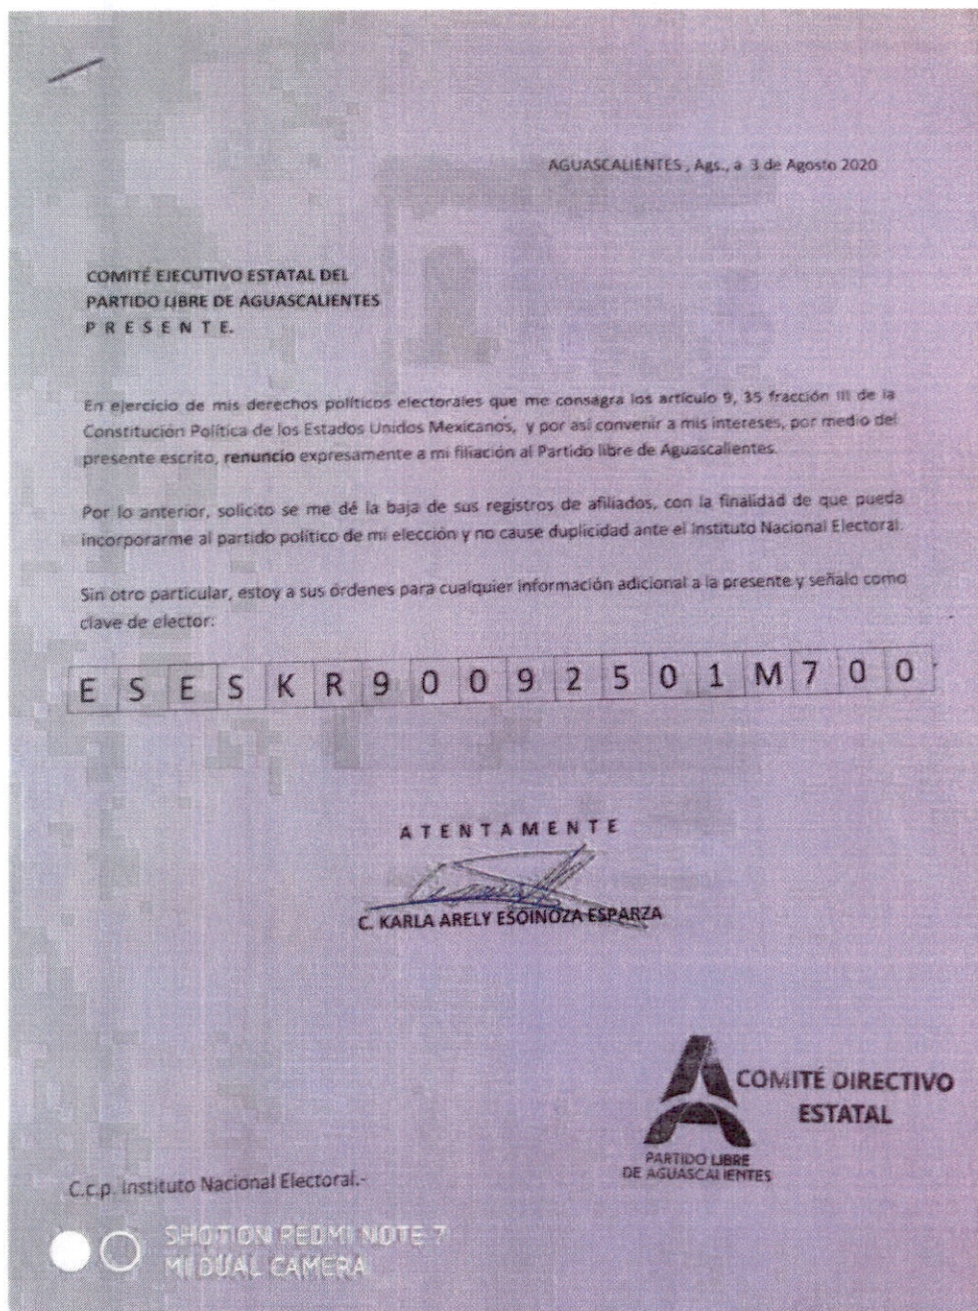 AGUASCALIENTES , Ags., a 3 de Agosto 2020
COMITÉ EJECUTIVO ESTATAL DEL
PARTIDO LIBRE DE AGUASCALIENTES
P R E S E N T E.
En ejercicio de mis derechos políticos electorales que me consagra los artículo 9, 35 fracción III de la
Constitución Política de los Estados Unidos Mexicanos, y por así convenir a mis intereses, por medio del
presente escrito, renuncio expresamente a mi filiación al Partido libre de Aguascalientes.
Por lo anterior, solicito se me dé la baja de sus registros de afiliados, con la finalidad de que pueda
incorporarme al partido político de mi elección y no cause duplicidad ante el Instituto Nacional Electoral.
Sin otro particular, estoy a sus órdenes para cualquier información adicional a la presente y señalo como
clave de elector:
E S E S K R 9 0 0 9 2 5 0 1 M 7 0 0
A T E N T A M E N T E
C. KARLA ARELY ESOINOZA ESPARZA
COMITÉ DIRECTIVO
ESTATAL
PARTIDO LIBRE
DE AGUASCALIENTES
C.c.p. Instituto Nacional Electoral.-
SHOT ON REDMI NOTE 7
MI DUAL CAMERA